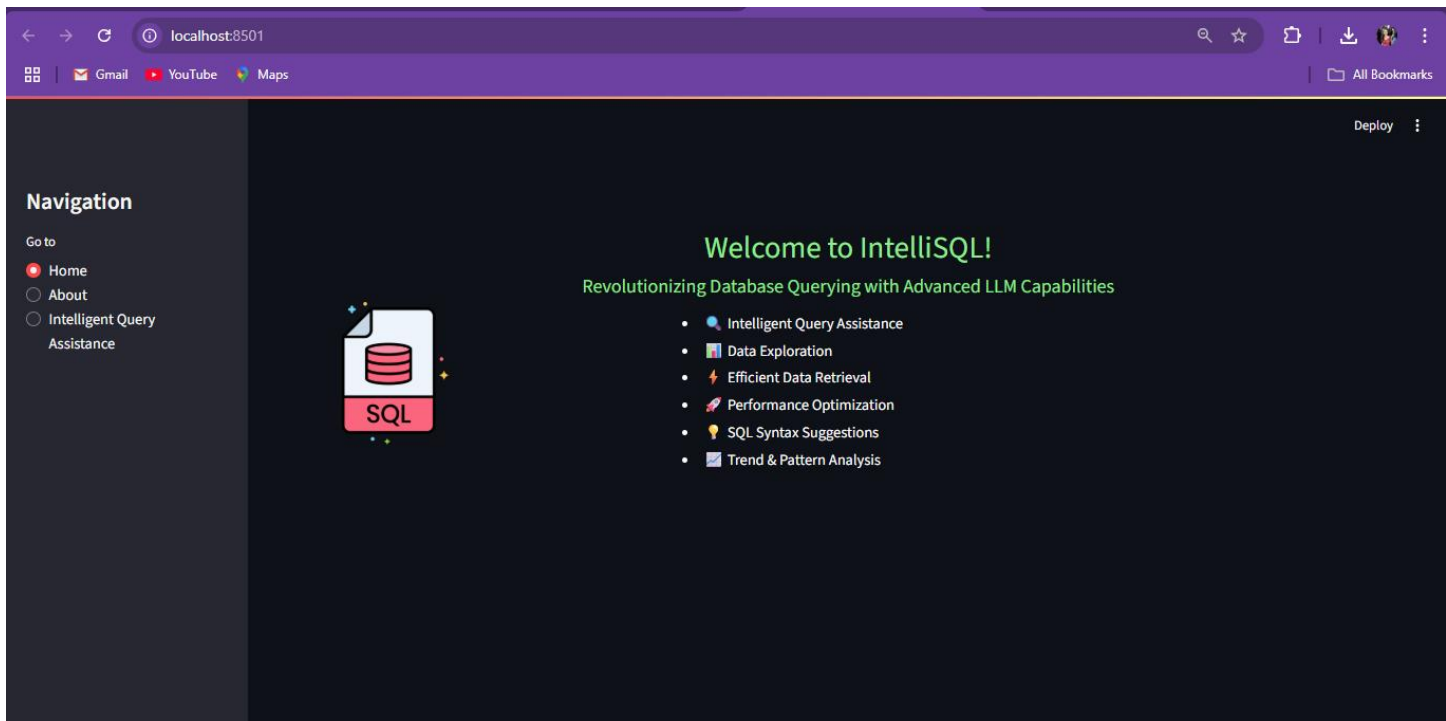 localhost:8501
Gmail YouTube Maps All Bookmarks
Deploy
Navigation
Go to
Home
About
Intelligent Query
Assistance
SQL
Welcome to IntelliSQL!
Revolutionizing Database Querying with Advanced LLM Capabilities
• 🔍 Intelligent Query Assistance
• 📊 Data Exploration
• ⚡ Efficient Data Retrieval
• 🚀 Performance Optimization
• 💡 SQL Syntax Suggestions
• 📈 Trend & Pattern Analysis